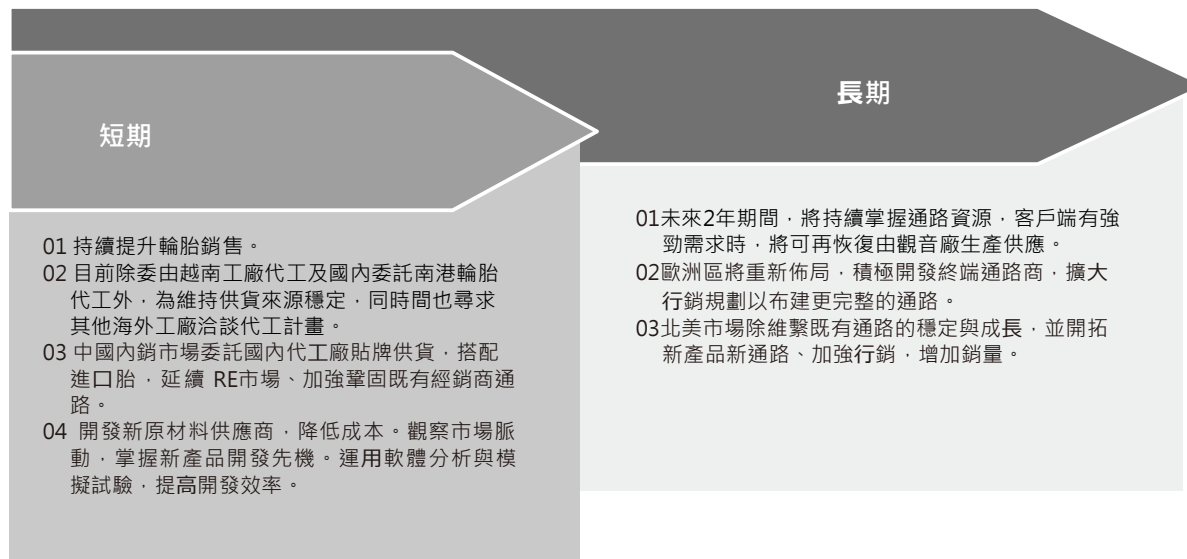 短期
01 持續提升輪胎銷售。
02 目前除委由越南工廠代工及國內委託南港輪胎
代工外，為維持供貨來源穩定，同時間也尋求
其他海外工廠洽談代工計畫。
03 中國內銷市場委託國內代工廠貼牌供貨，搭配
進口胎，延續 RE市場、加強鞏固既有經銷商通
路。
04 開發新原材料供應商，降低成本。觀察市場脈
動，掌握新產品開發先機。運用軟體分析與模
擬試驗，提高開發效率。
長期
01未來2年期間，將持續掌握通路資源，客戶端有強
勁需求時，將可再恢復由觀音廠生產供應。
02歐洲區將重新佈局，積極開發終端通路商，擴大
行銷規劃以布建更完整的通路。
03北美市場除維繫既有通路的穩定與成長，並開拓
新產品新通路、加強行銷，增加銷量。